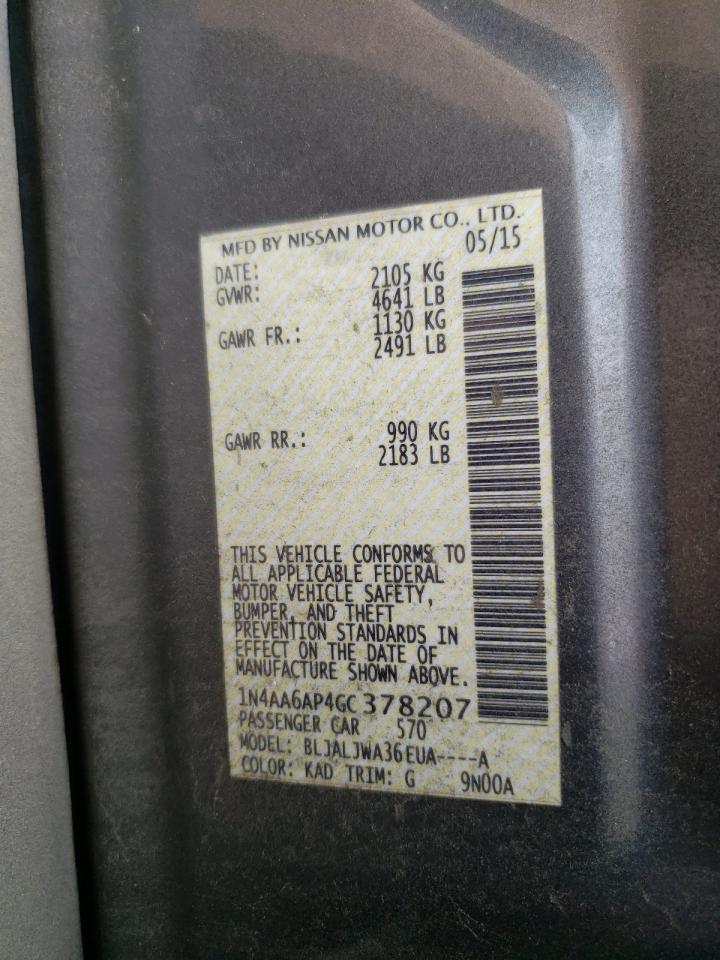 MFD BY NISSAN MOTOR CO., LTD.
DATE: 05/15
GVWR: 2105 KG
4641 LB
GAWR FR.: 1130 KG
2491 LB
GAWR RR.: 990 KG
2183 LB
THIS VEHICLE CONFORMS TO
ALL APPLICABLE FEDERAL
MOTOR VEHICLE SAFETY,
BUMPER, AND THEFT
PREVENTION STANDARDS IN
EFFECT ON THE DATE OF
MANUFACTURE SHOWN ABOVE.
1N4AA6AP4GC378207
PASSENGER CAR 570
MODEL: BLJALJWA36EUA----A
COLOR: KAD TRIM: G 9N00A